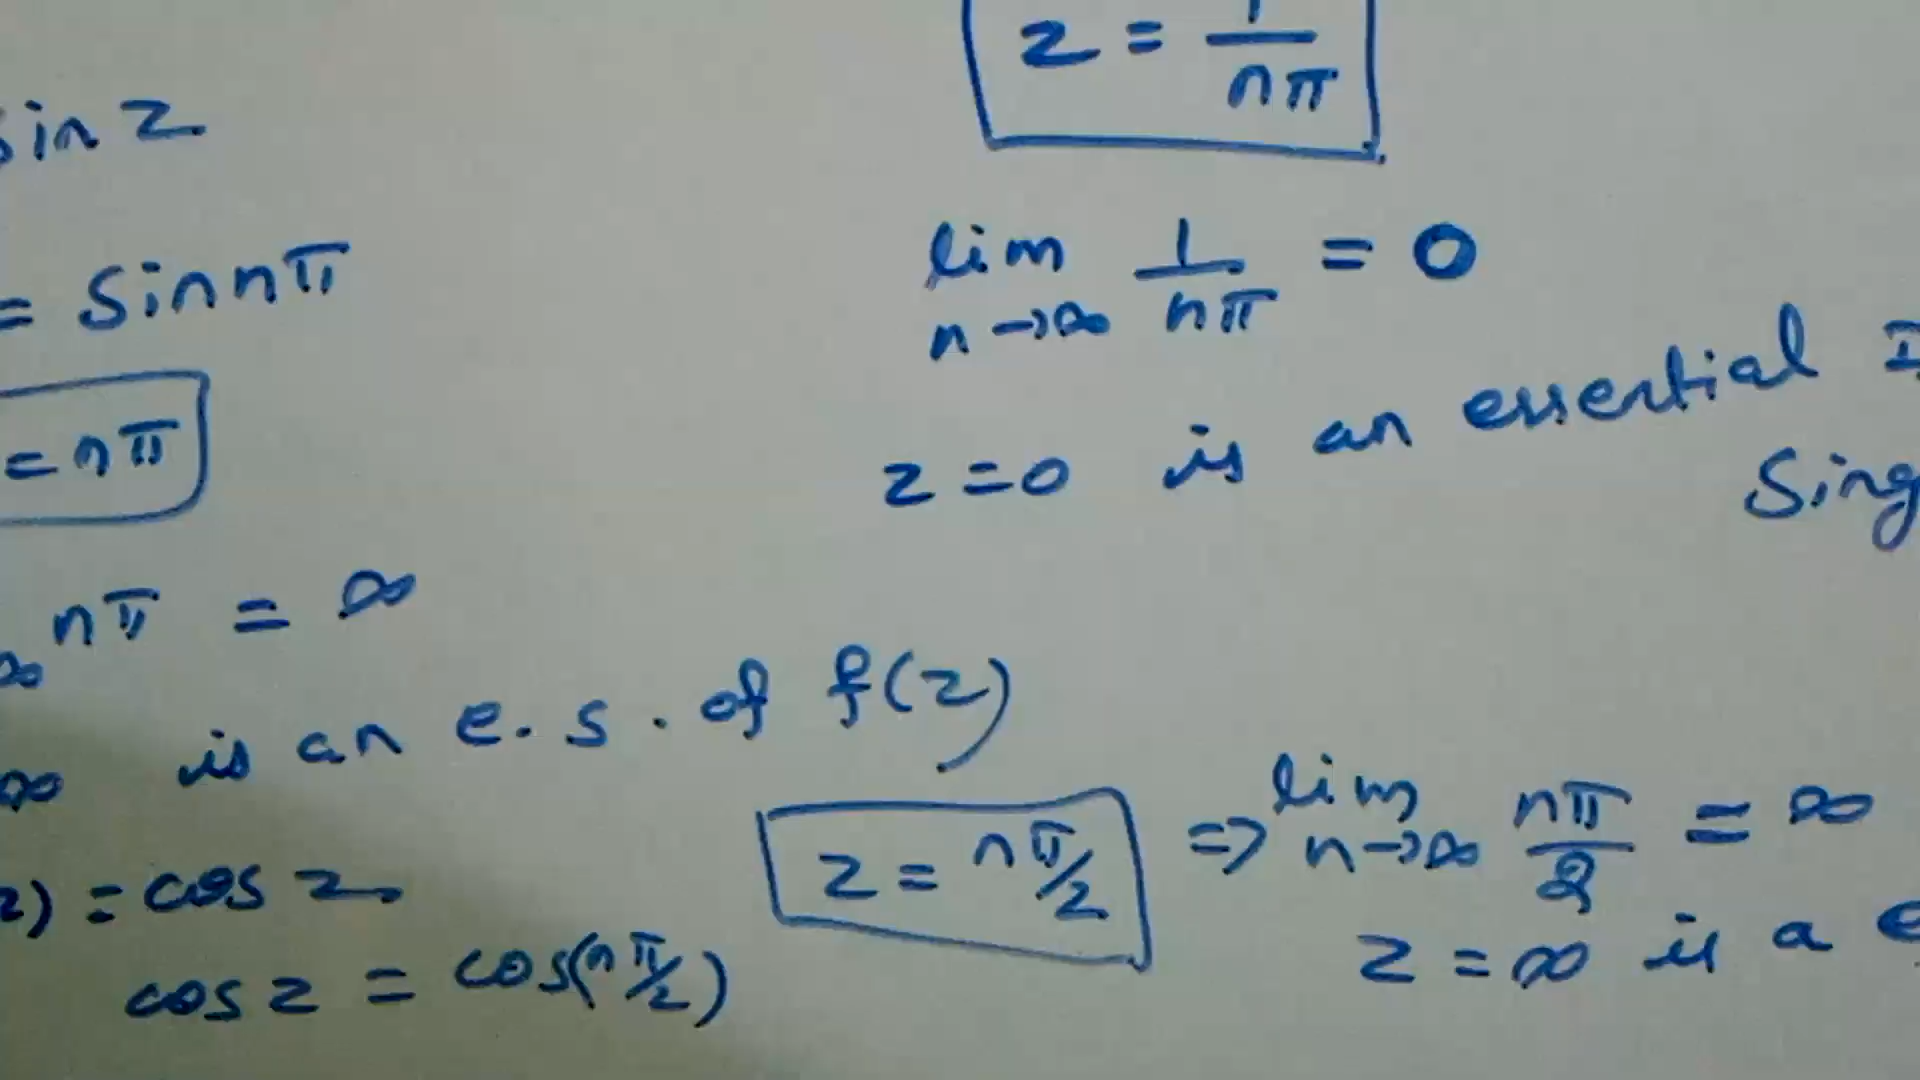 z = 1/nπ
sin z
= sin nπ
lim n→∞ 1/nπ = 0
= nπ
z = 0 is an essential I
Sing
∞ nπ = ∞
∞ is an e.s. of f(z)
z = nπ/2 => lim n→∞ nπ/2 = ∞
z) = cos z
z = ∞ is a e
cos z = cos(nπ/2)